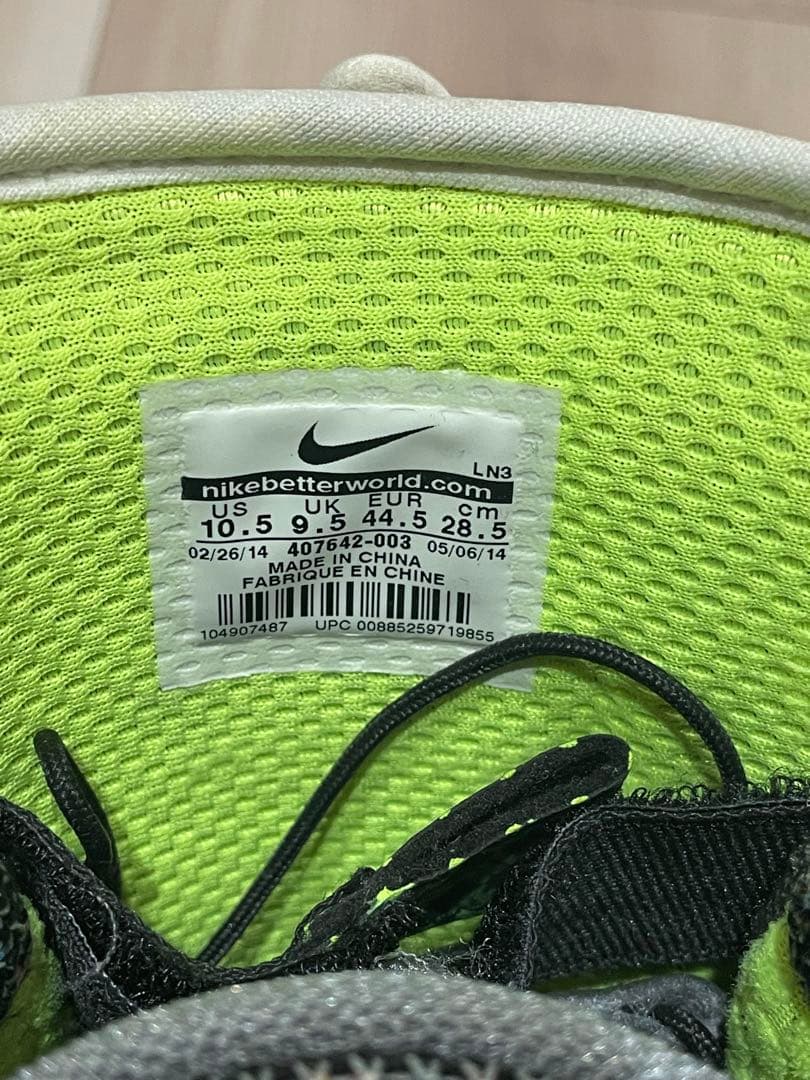 LN3
nikebetterworld.com
US UK EUR cm
10.5 9.5 44.5 28.5
02/26/14 407642-003 05/06/14
MADE IN CHINA
FABRIQUE EN CHINE
104907487 UPC 00885259719855